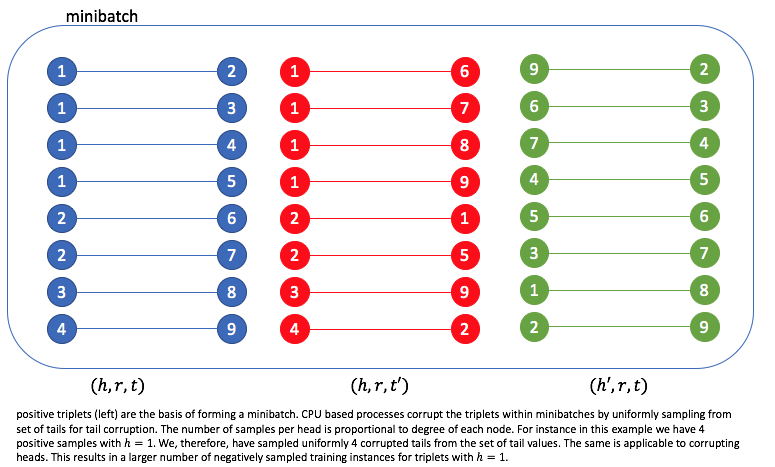 minibatch
1 2 1 6 9 2
1 3 1 7 6 3
1 4 1 8 7 4
1 5 1 9 4 5
2 6 2 1 5 6
2 7 2 5 3 7
3 8 3 9 1 8
4 9 4 2 2 9
(h, r, t) (h, r, t′) (h′, r, t)
positive triplets (left) are the basis of forming a minibatch. CPU based processes corrupt the triplets within minibatches by uniformly sampling from
set of tails for tail corruption. The number of samples per head is proportional to degree of each node. For instance in this example we have 4
positive samples with h = 1. We, therefore, have sampled uniformly 4 corrupted tails from the set of tail values. The same is applicable to corrupting
heads. This results in a larger number of negatively sampled training instances for triplets with h = 1.